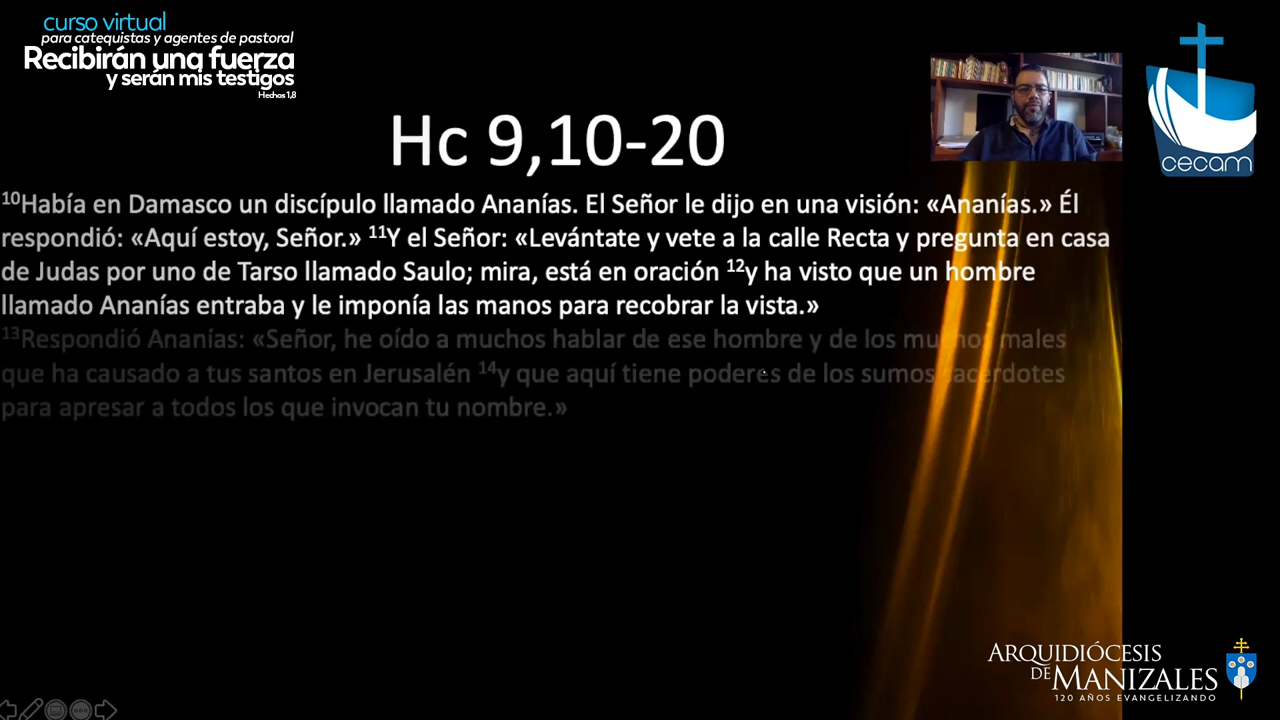 curso virtual
para catequistas y agentes de pastoral
Recibirán una fuerza
y serán mis testigos
Hechos 1,8
cecam
Hc 9,10-20
¹⁰Había en Damasco un discípulo llamado Ananías. El Señor le dijo en una visión: «Ananías.» Él
respondió: «Aquí estoy, Señor.» ¹¹Y el Señor: «Levántate y vete a la calle Recta y pregunta en casa
de Judas por uno de Tarso llamado Saulo; mira, está en oración ¹²y ha visto que un hombre
llamado Ananías entraba y le imponía las manos para recobrar la vista.»
¹³Respondió Ananías: «Señor, he oído a muchos hablar de ese hombre y de los muchos males
que ha causado a tus santos en Jerusalén ¹⁴y que aquí tiene poderes de los sumos sacerdotes
para apresar a todos los que invocan tu nombre.»
ARQUIDIÓCESIS
DE MANIZALES
120 AÑOS EVANGELIZANDO